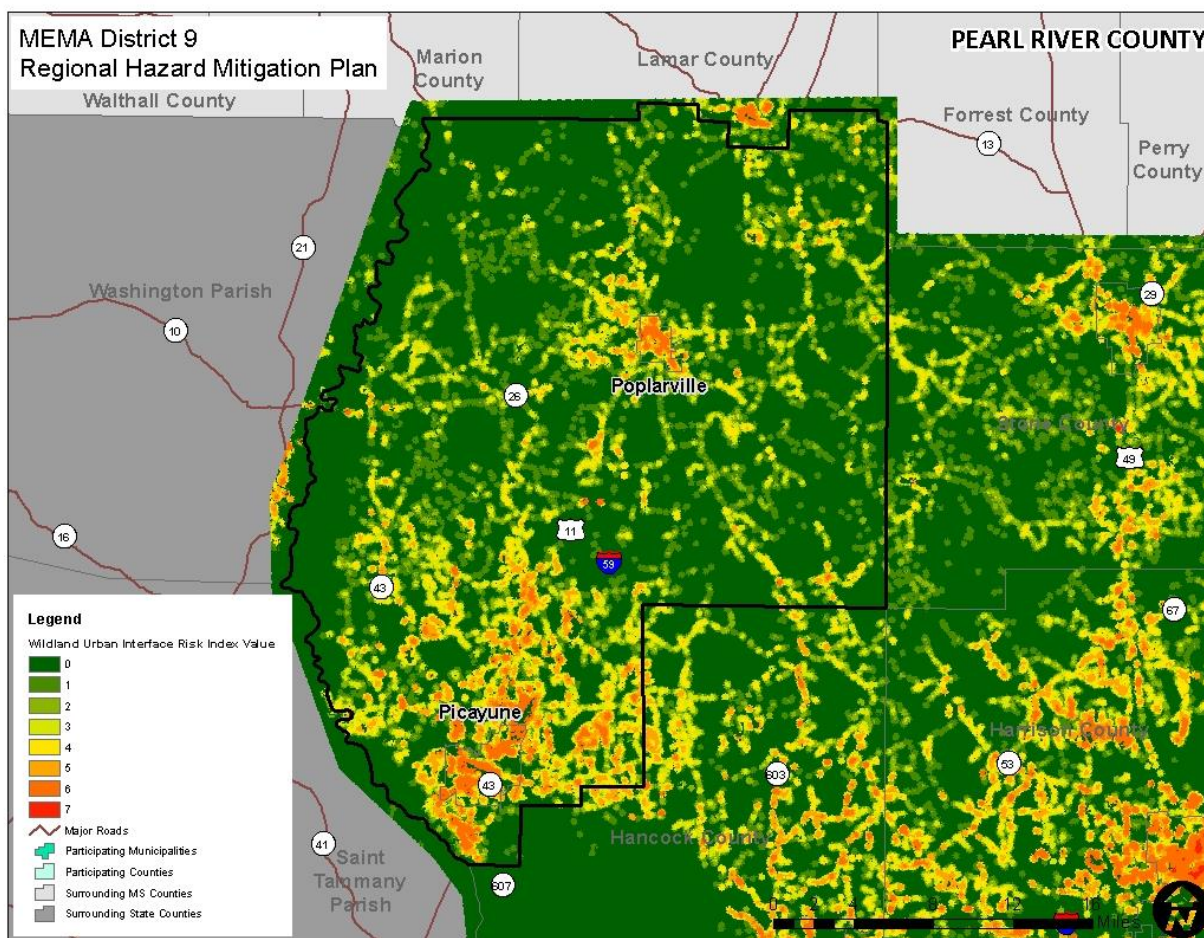 MEMA District 9
Regional Hazard Mitigation Plan
PEARL RIVER COUNTY
Marion
County
Lamar County
Walthall County
Forrest County
13
Perry
County
21
Washington Parish
10
29
Poplarville
26
Stone County
49
16
11
59
43
67
Legend
Wildland Urban Interface Risk Index Value
0
1
2
3
4
5
6
7
Major Roads
Participating Municipalities
Participating Counties
Surrounding MS Counties
Surrounding State Counties
Picayune
Harrison County
53
603
43
Hancock County
41
Saint
Tammany
Parish
607
0 2 4 8 12 16
Miles
N